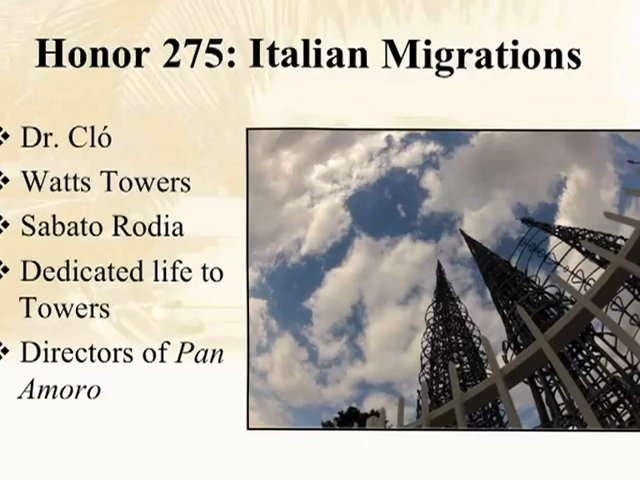 Honor 275: Italian Migrations
Dr. Cló
Watts Towers
Sabato Rodia
Dedicated life to
Towers
Directors of Pan
Amoro